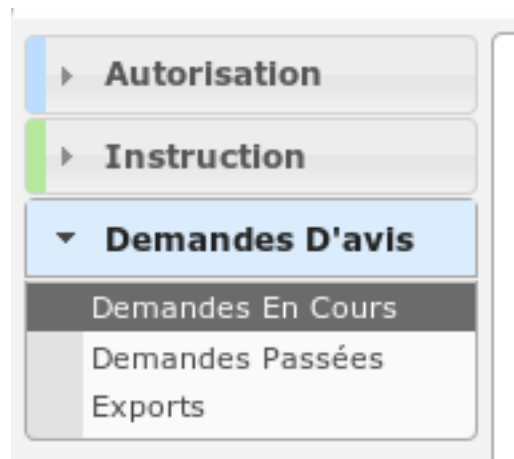 Autorisation
Instruction
Demandes D'avis
Demandes En Cours
Demandes Passées
Exports